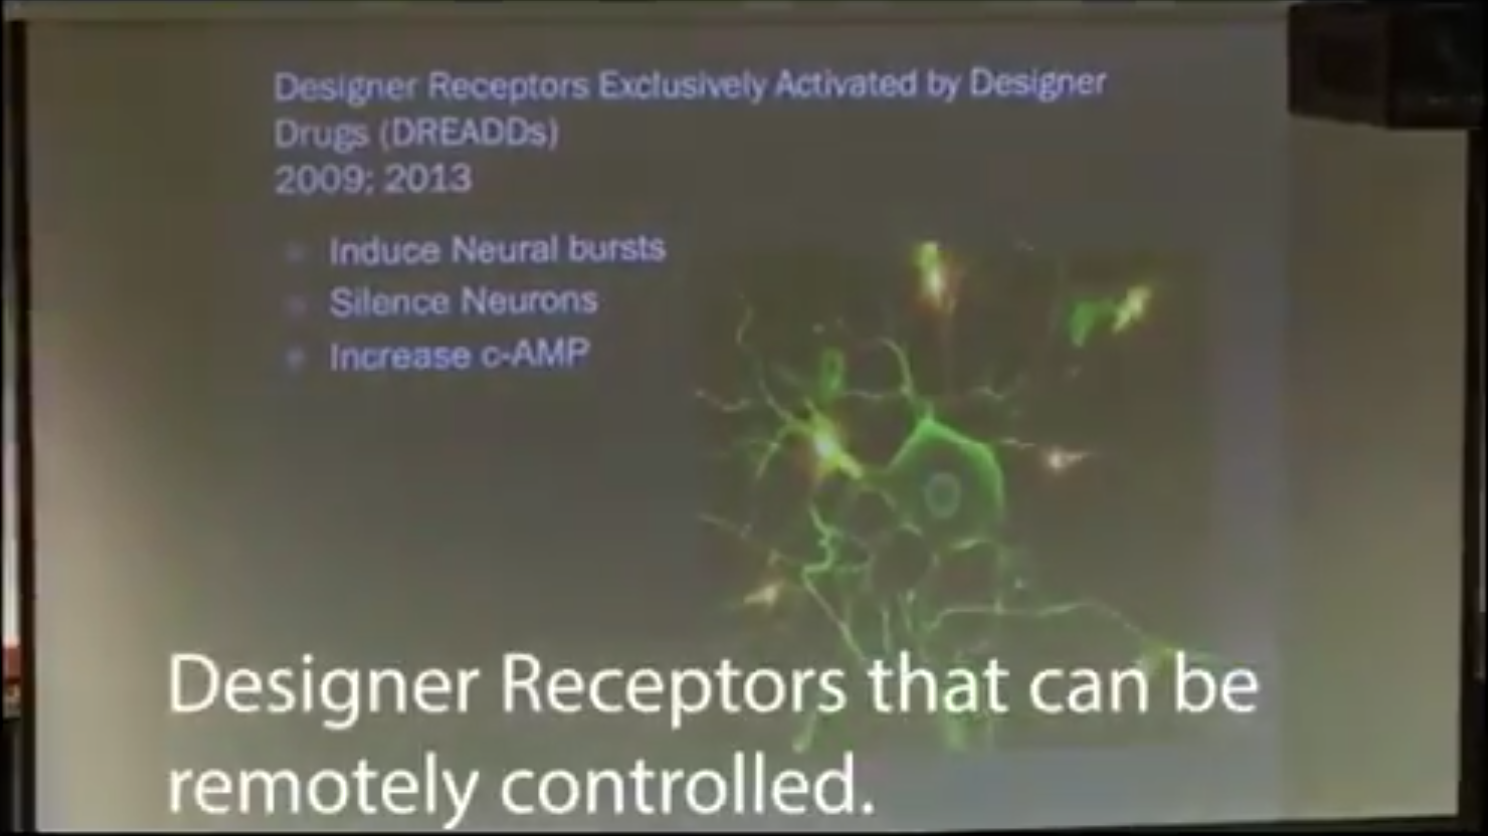 Designer Receptors Exclusively Activated by Designer
Drugs (DREADDs)
2009; 2013
Induce Neural bursts
Silence Neurons
Increase c-AMP
Designer Receptors that can be
remotely controlled.